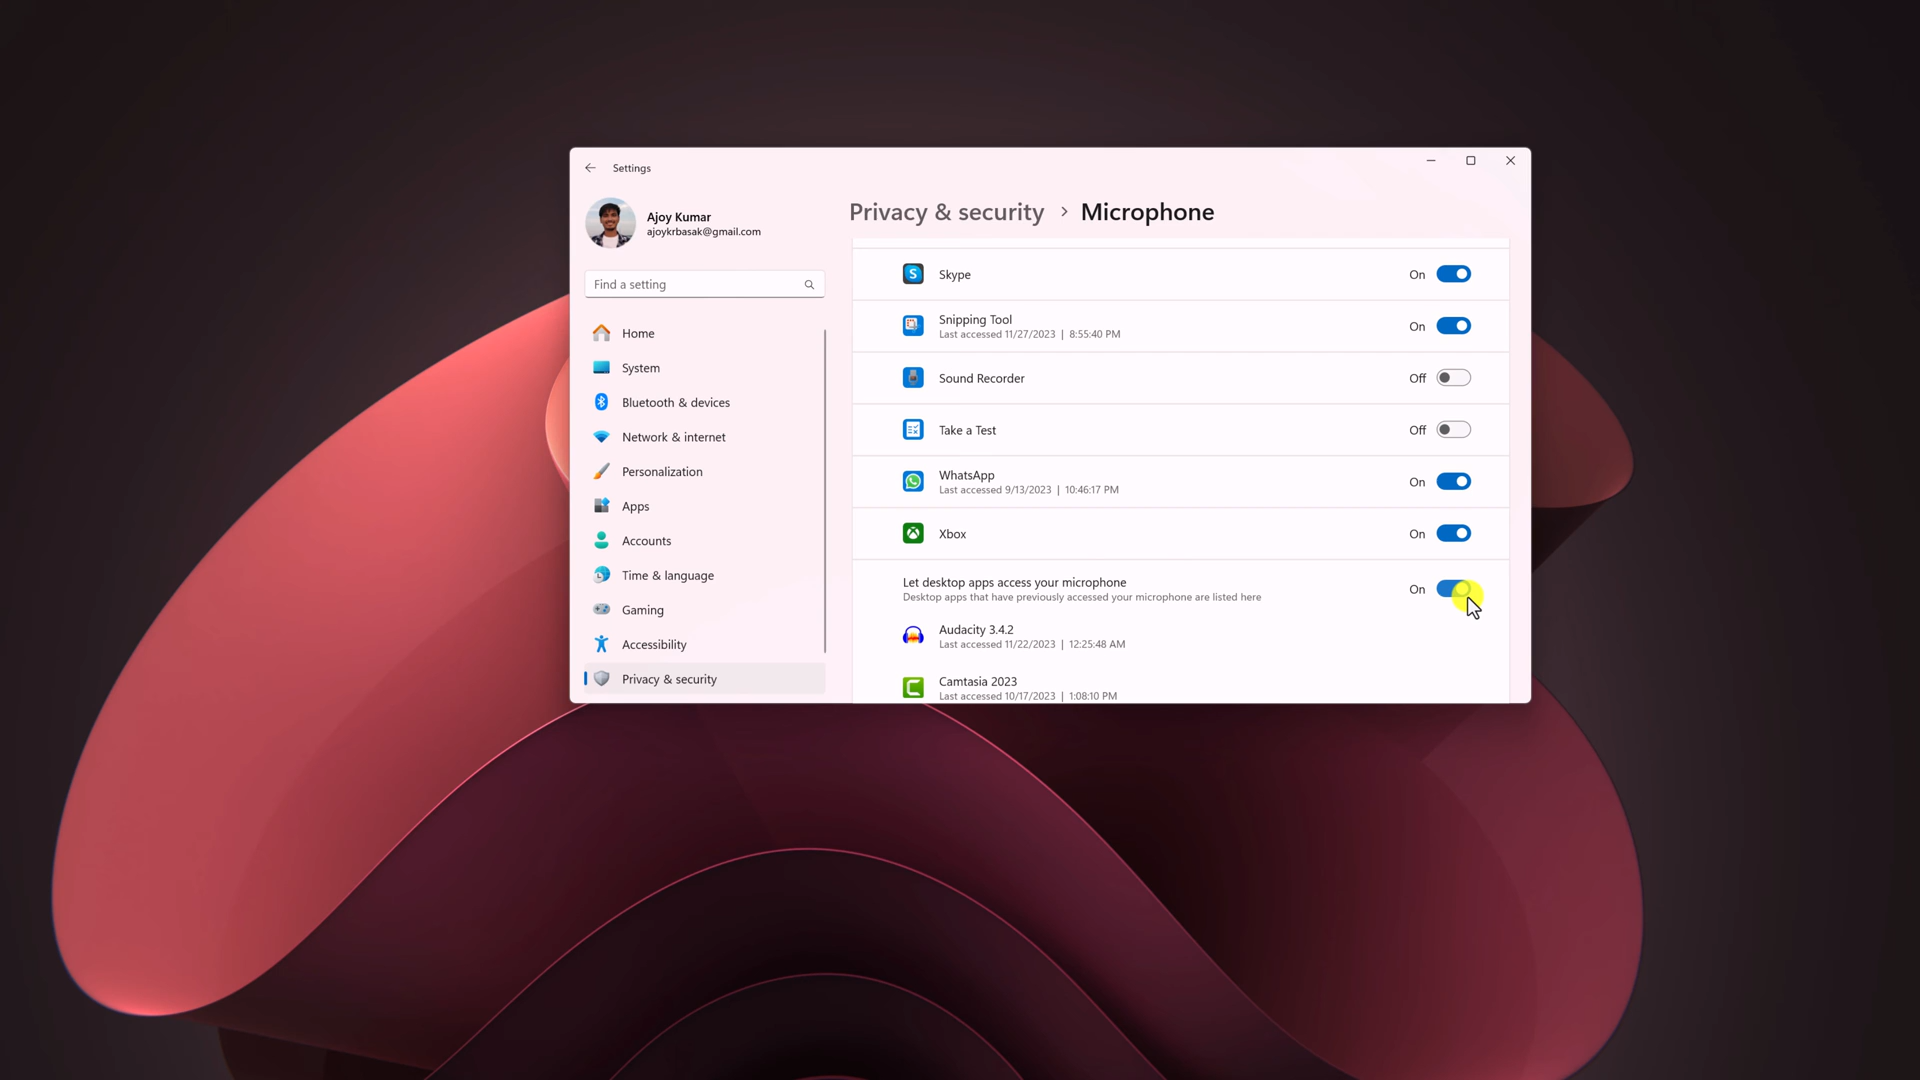 Settings
Ajoy Kumar
ajoykrbasak@gmail.com
Find a setting
Home
System
Bluetooth & devices
Network & internet
Personalization
Apps
Accounts
Time & language
Gaming
Accessibility
Privacy & security
Privacy & security > Microphone
Skype
On
Snipping Tool
Last accessed 11/27/2023 | 8:55:40 PM
On
Sound Recorder
Off
Take a Test
Off
WhatsApp
Last accessed 9/13/2023 | 10:46:17 PM
On
Xbox
On
Let desktop apps access your microphone
Desktop apps that have previously accessed your microphone are listed here
On
Audacity 3.4.2
Last accessed 11/22/2023 | 12:25:48 AM
Camtasia 2023
Last accessed 10/17/2023 | 1:08:10 PM